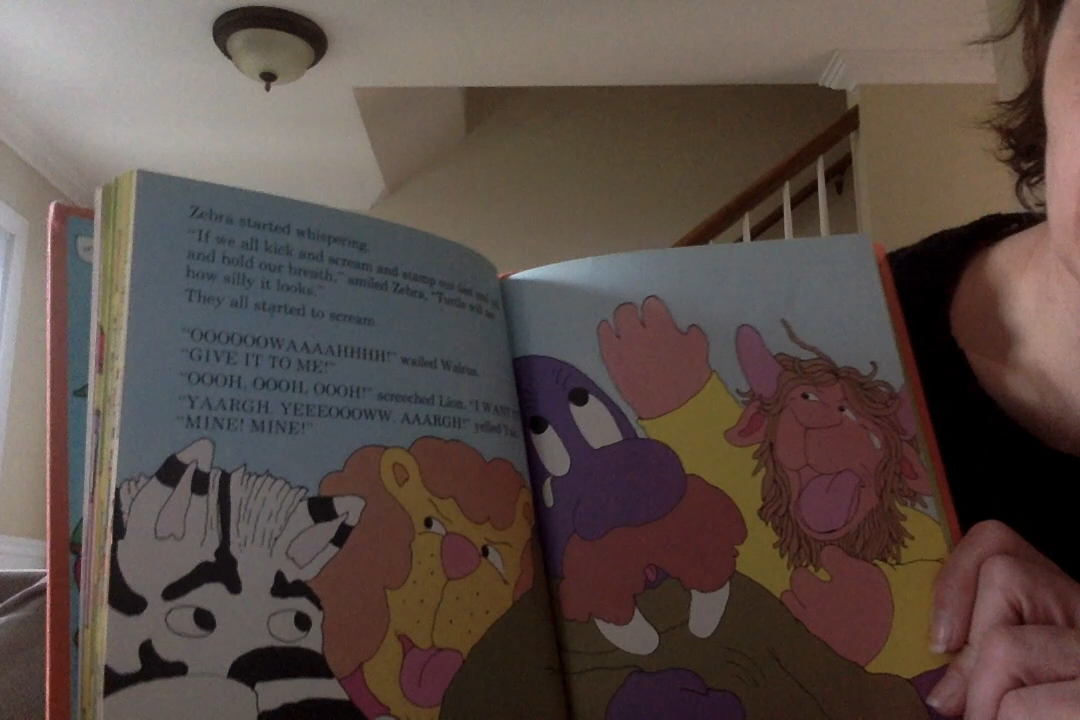 Zebra started whispering.
"If we all kick and scream and stamp our feet and
and hold our breath," smiled Zebra, "Turtle will see
how silly it looks."
They all started to scream.
"OOOOOOWAAAAHHHH!" wailed Walrus.
"GIVE IT TO ME!"
"OOOH, OOOH, OOOH!" screeched Lion. "I WANT
"YAARGH, YEEEOOOWW, AAARGH!" yelled Yak.
"MINE! MINE!"